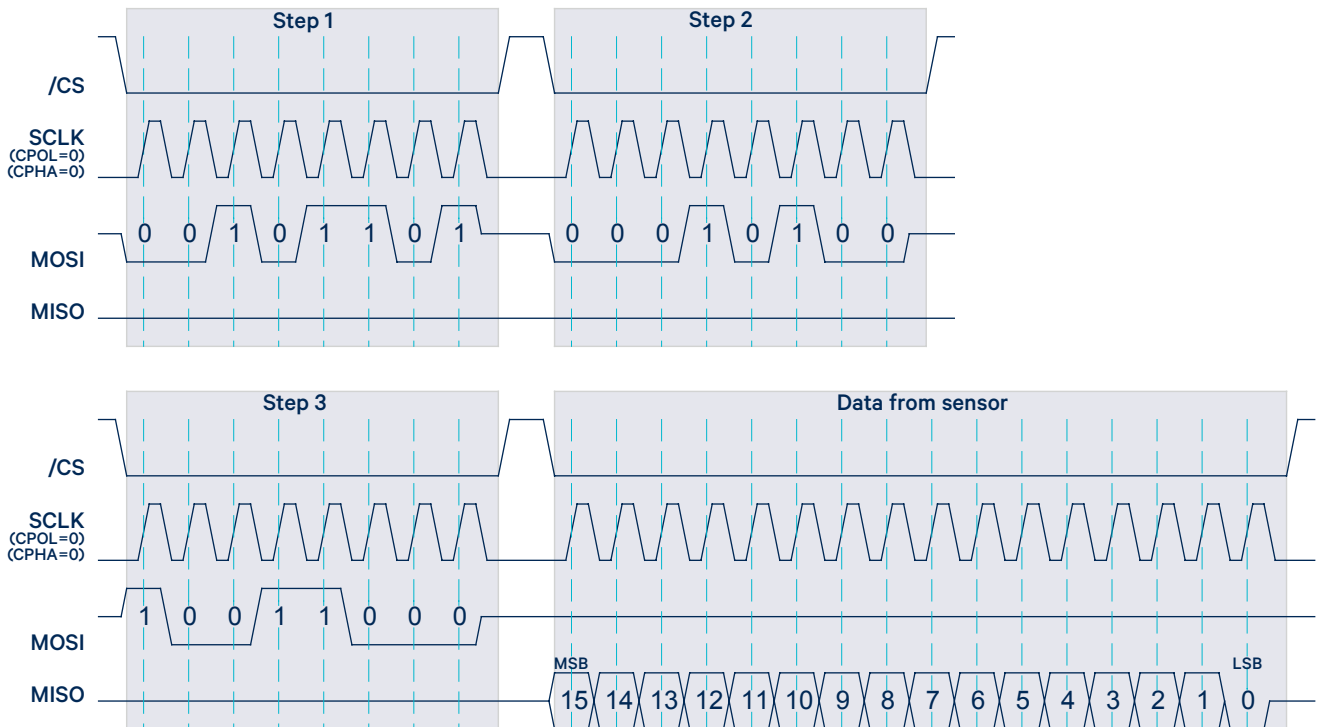 Step 1 Step 2
/CS
SCLK
(CPOL=0)
(CPHA=0)
0 0 1 0 1 1 0 1 0 0 0 1 0 1 0 0
MOSI
MISO
Step 3 Data from sensor
/CS
SCLK
(CPOL=0)
(CPHA=0)
1 0 0 1 1 0 0 0
MOSI
MSB LSB
MISO 15 14 13 12 11 10 9 8 7 6 5 4 3 2 1 0